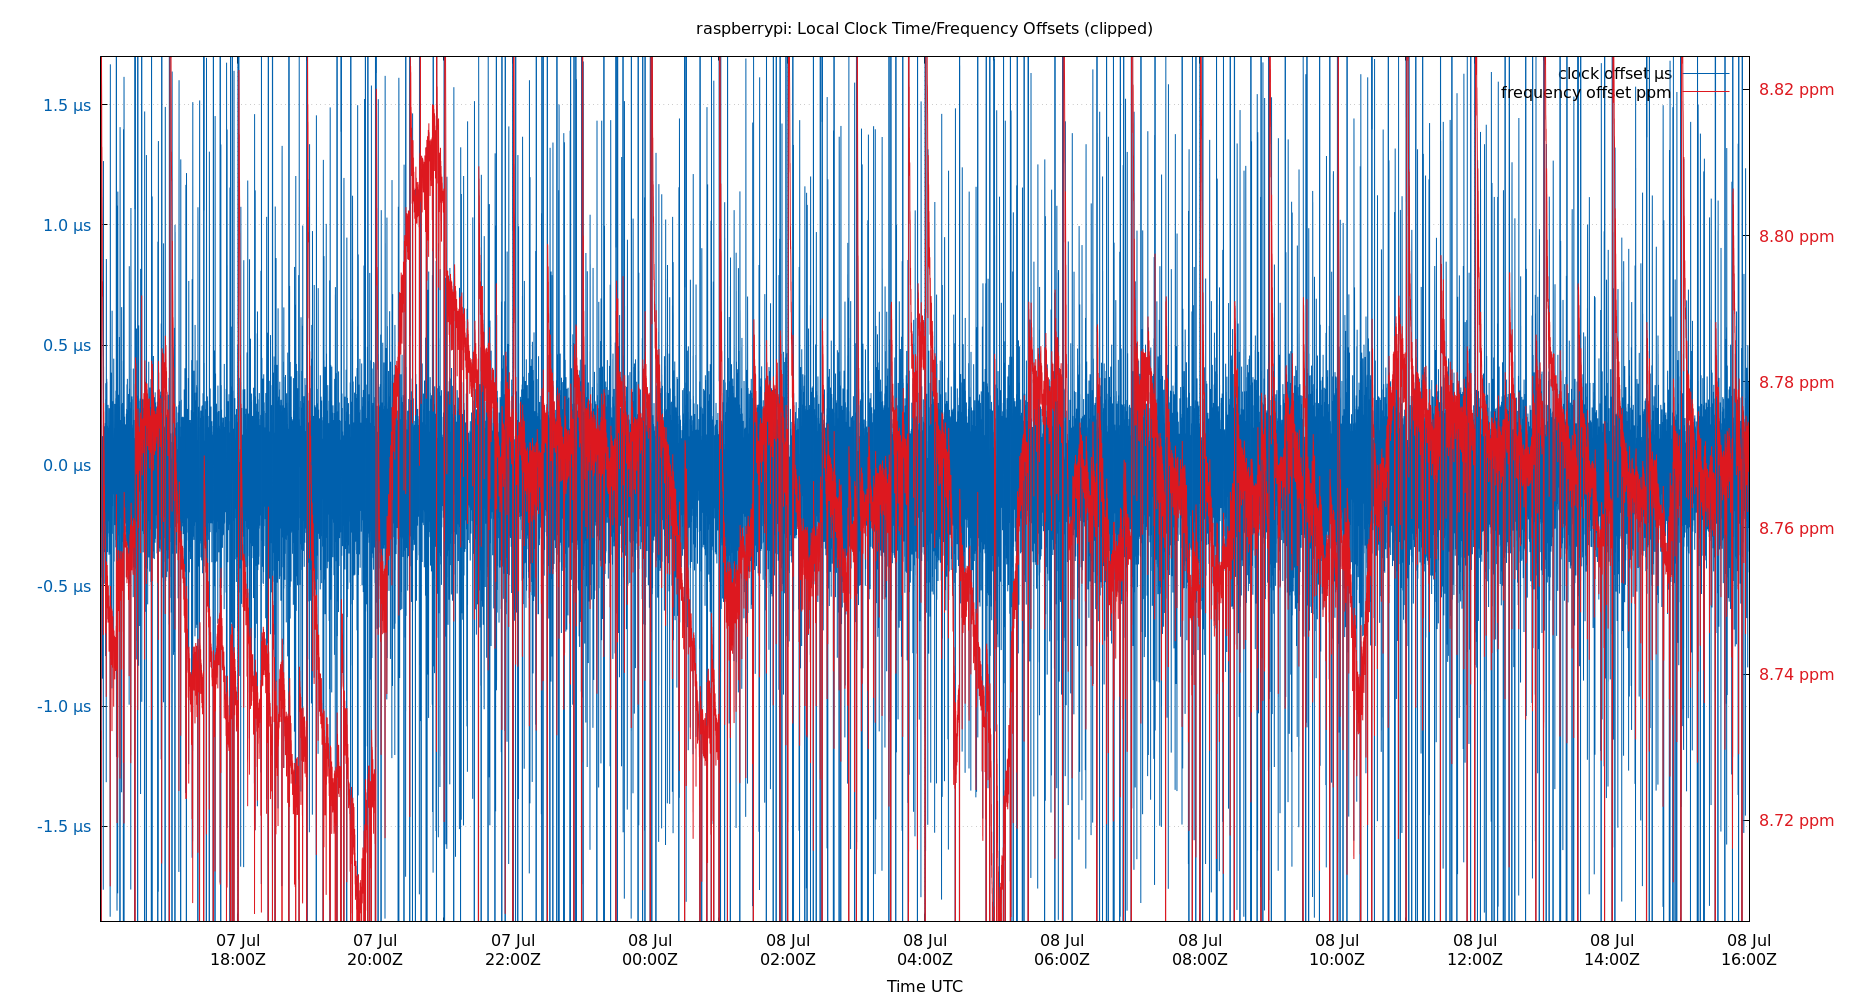 raspberrypi: Local Clock Time/Frequency Offsets (clipped)
clock offset µs
frequency offset ppm
1.5 µs
1.0 µs
0.5 µs
0.0 µs
-0.5 µs
-1.0 µs
-1.5 µs
8.82 ppm
8.80 ppm
8.78 ppm
8.76 ppm
8.74 ppm
8.72 ppm
07 Jul 07 Jul 07 Jul 08 Jul 08 Jul 08 Jul 08 Jul 08 Jul 08 Jul 08 Jul 08 Jul 08 Jul
18:00Z 20:00Z 22:00Z 00:00Z 02:00Z 04:00Z 06:00Z 08:00Z 10:00Z 12:00Z 14:00Z 16:00Z
Time UTC